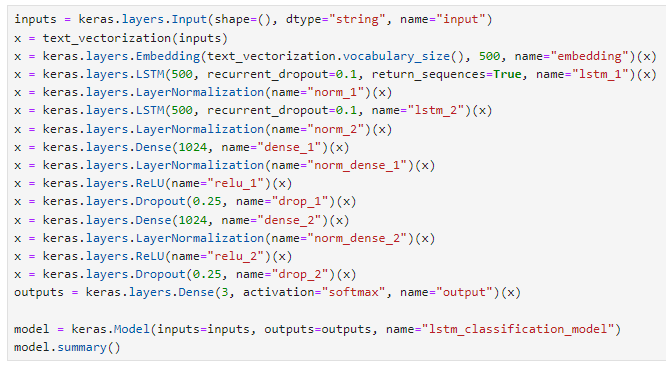 inputs = keras.layers.Input(shape=(), dtype="string", name="input")
x = text_vectorization(inputs)
x = keras.layers.Embedding(text_vectorization.vocabulary_size(), 500, name="embedding")(x)
x = keras.layers.LSTM(500, recurrent_dropout=0.1, return_sequences=True, name="lstm_1")(x)
x = keras.layers.LayerNormalization(name="norm_1")(x)
x = keras.layers.LSTM(500, recurrent_dropout=0.1, name="lstm_2")(x)
x = keras.layers.LayerNormalization(name="norm_2")(x)
x = keras.layers.Dense(1024, name="dense_1")(x)
x = keras.layers.LayerNormalization(name="norm_dense_1")(x)
x = keras.layers.ReLU(name="relu_1")(x)
x = keras.layers.Dropout(0.25, name="drop_1")(x)
x = keras.layers.Dense(1024, name="dense_2")(x)
x = keras.layers.LayerNormalization(name="norm_dense_2")(x)
x = keras.layers.ReLU(name="relu_2")(x)
x = keras.layers.Dropout(0.25, name="drop_2")(x)
outputs = keras.layers.Dense(3, activation="softmax", name="output")(x)

model = keras.Model(inputs=inputs, outputs=outputs, name="lstm_classification_model")
model.summary()